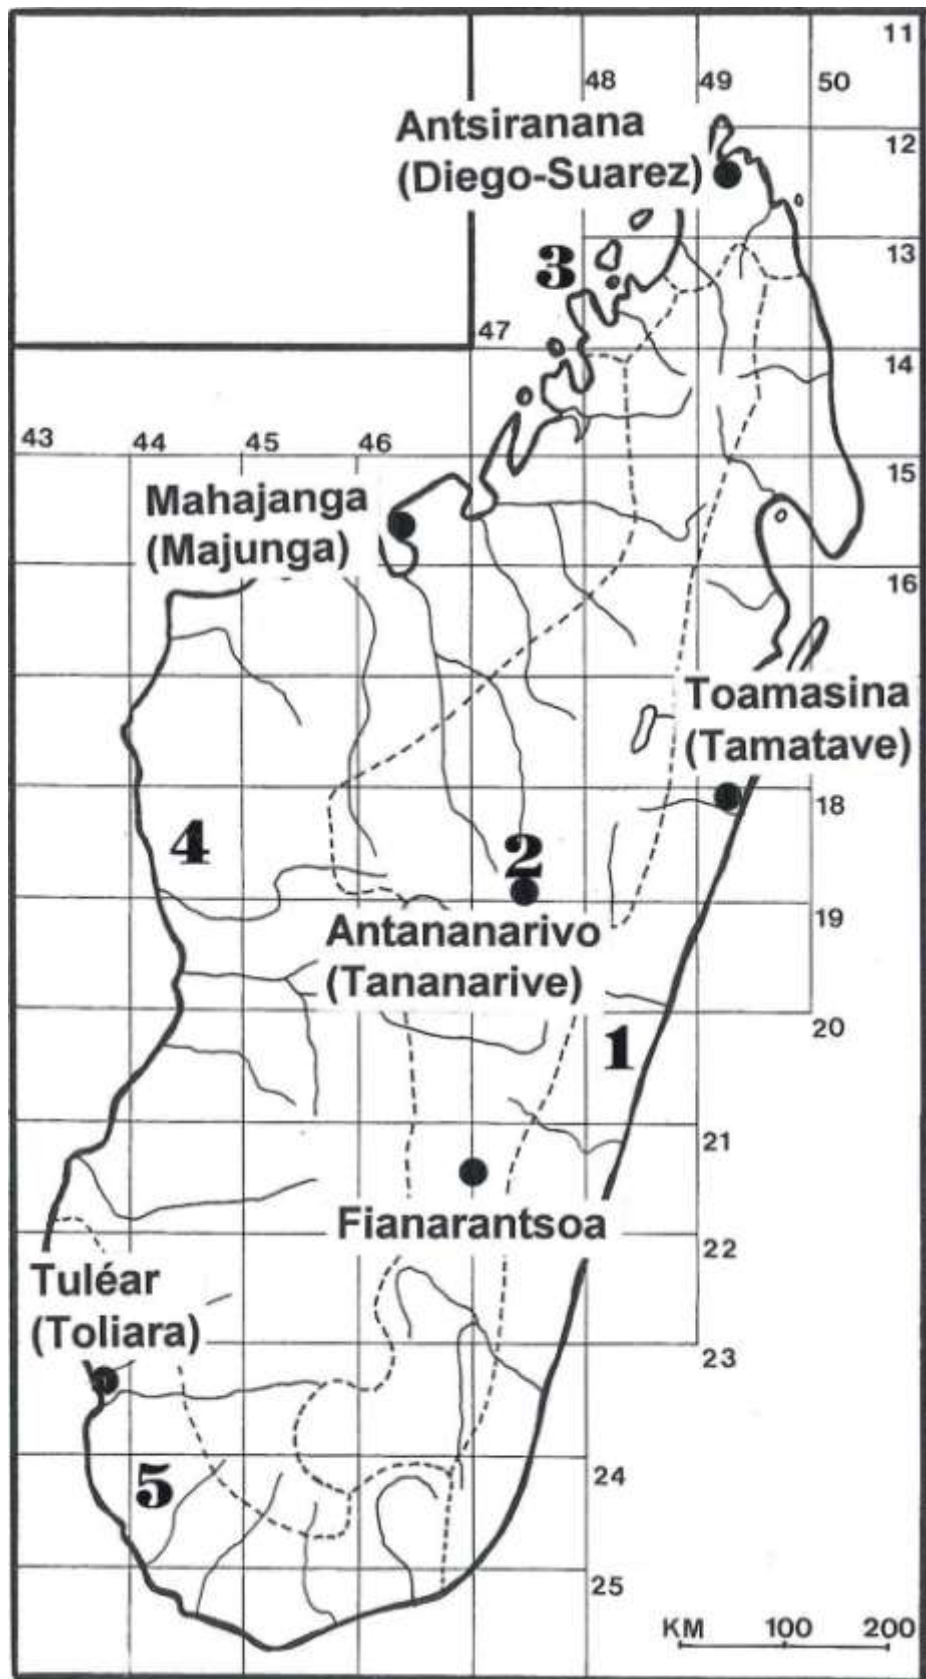 11
48 49 50
Antsiranana
(Diego-Suarez)
12
3
13
47
14
43 44 45 46
15
Mahajanga
(Majunga)
16
Toamasina
(Tamatave)
18
4
2
19
Antananarivo
(Tananarive)
20
1
21
Fianarantsoa
22
Tuléar
(Toliara)
23
5
24
25
KM 100 200